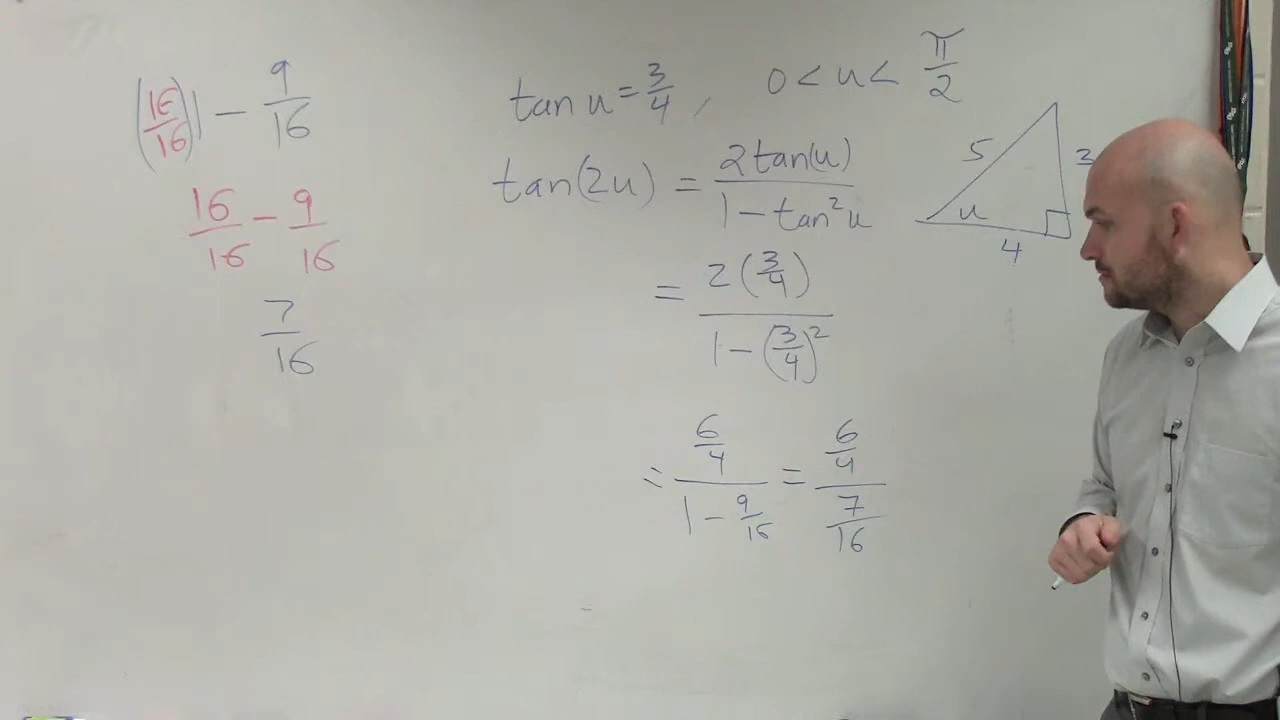 (16/16)1 - 9/16
16/16 - 9/16
7/16
tan u = 3/4, 0 < u < π/2
tan(2u) = 2tan(u)/1 - tan²u
= 2(3/4)/1 - (3/4)²
= 6/4/1 - 9/16 = 6/4/7/16
5
3
u
4